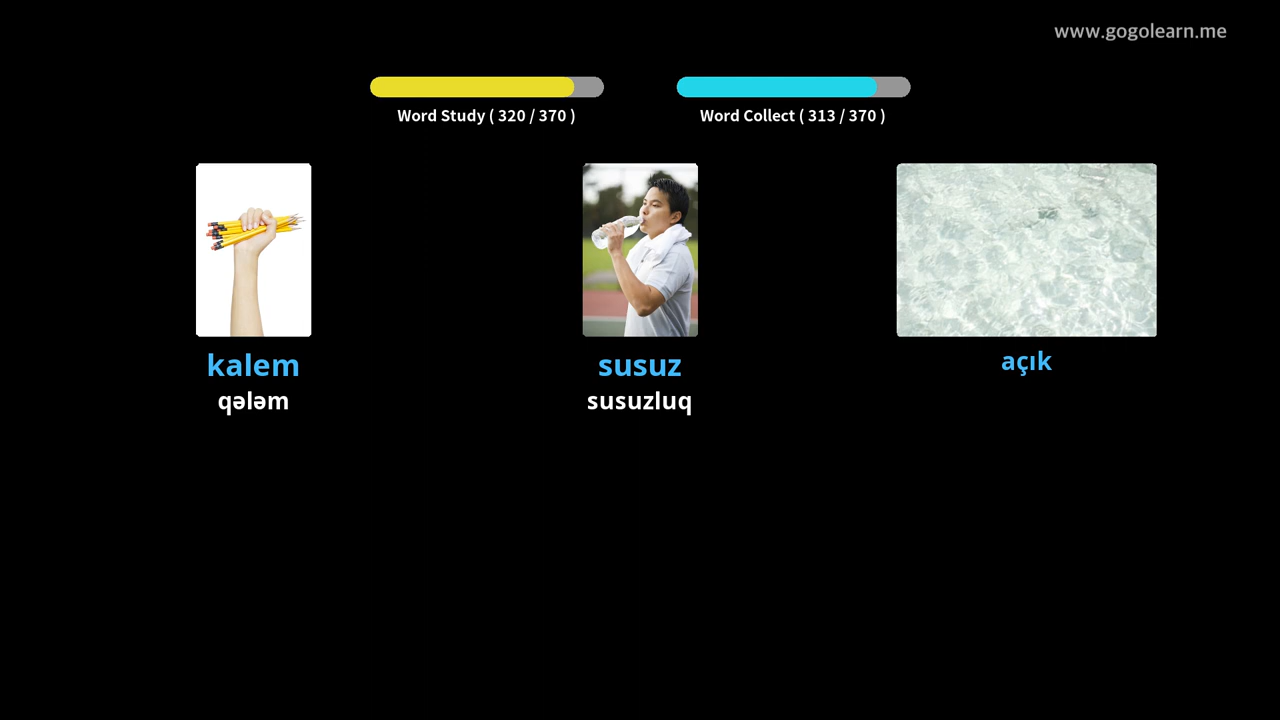 www.gogolearn.me
Word Study ( 320 / 370 )
Word Collect ( 313 / 370 )
kalem
qələm
susuz
susuzluq
açık